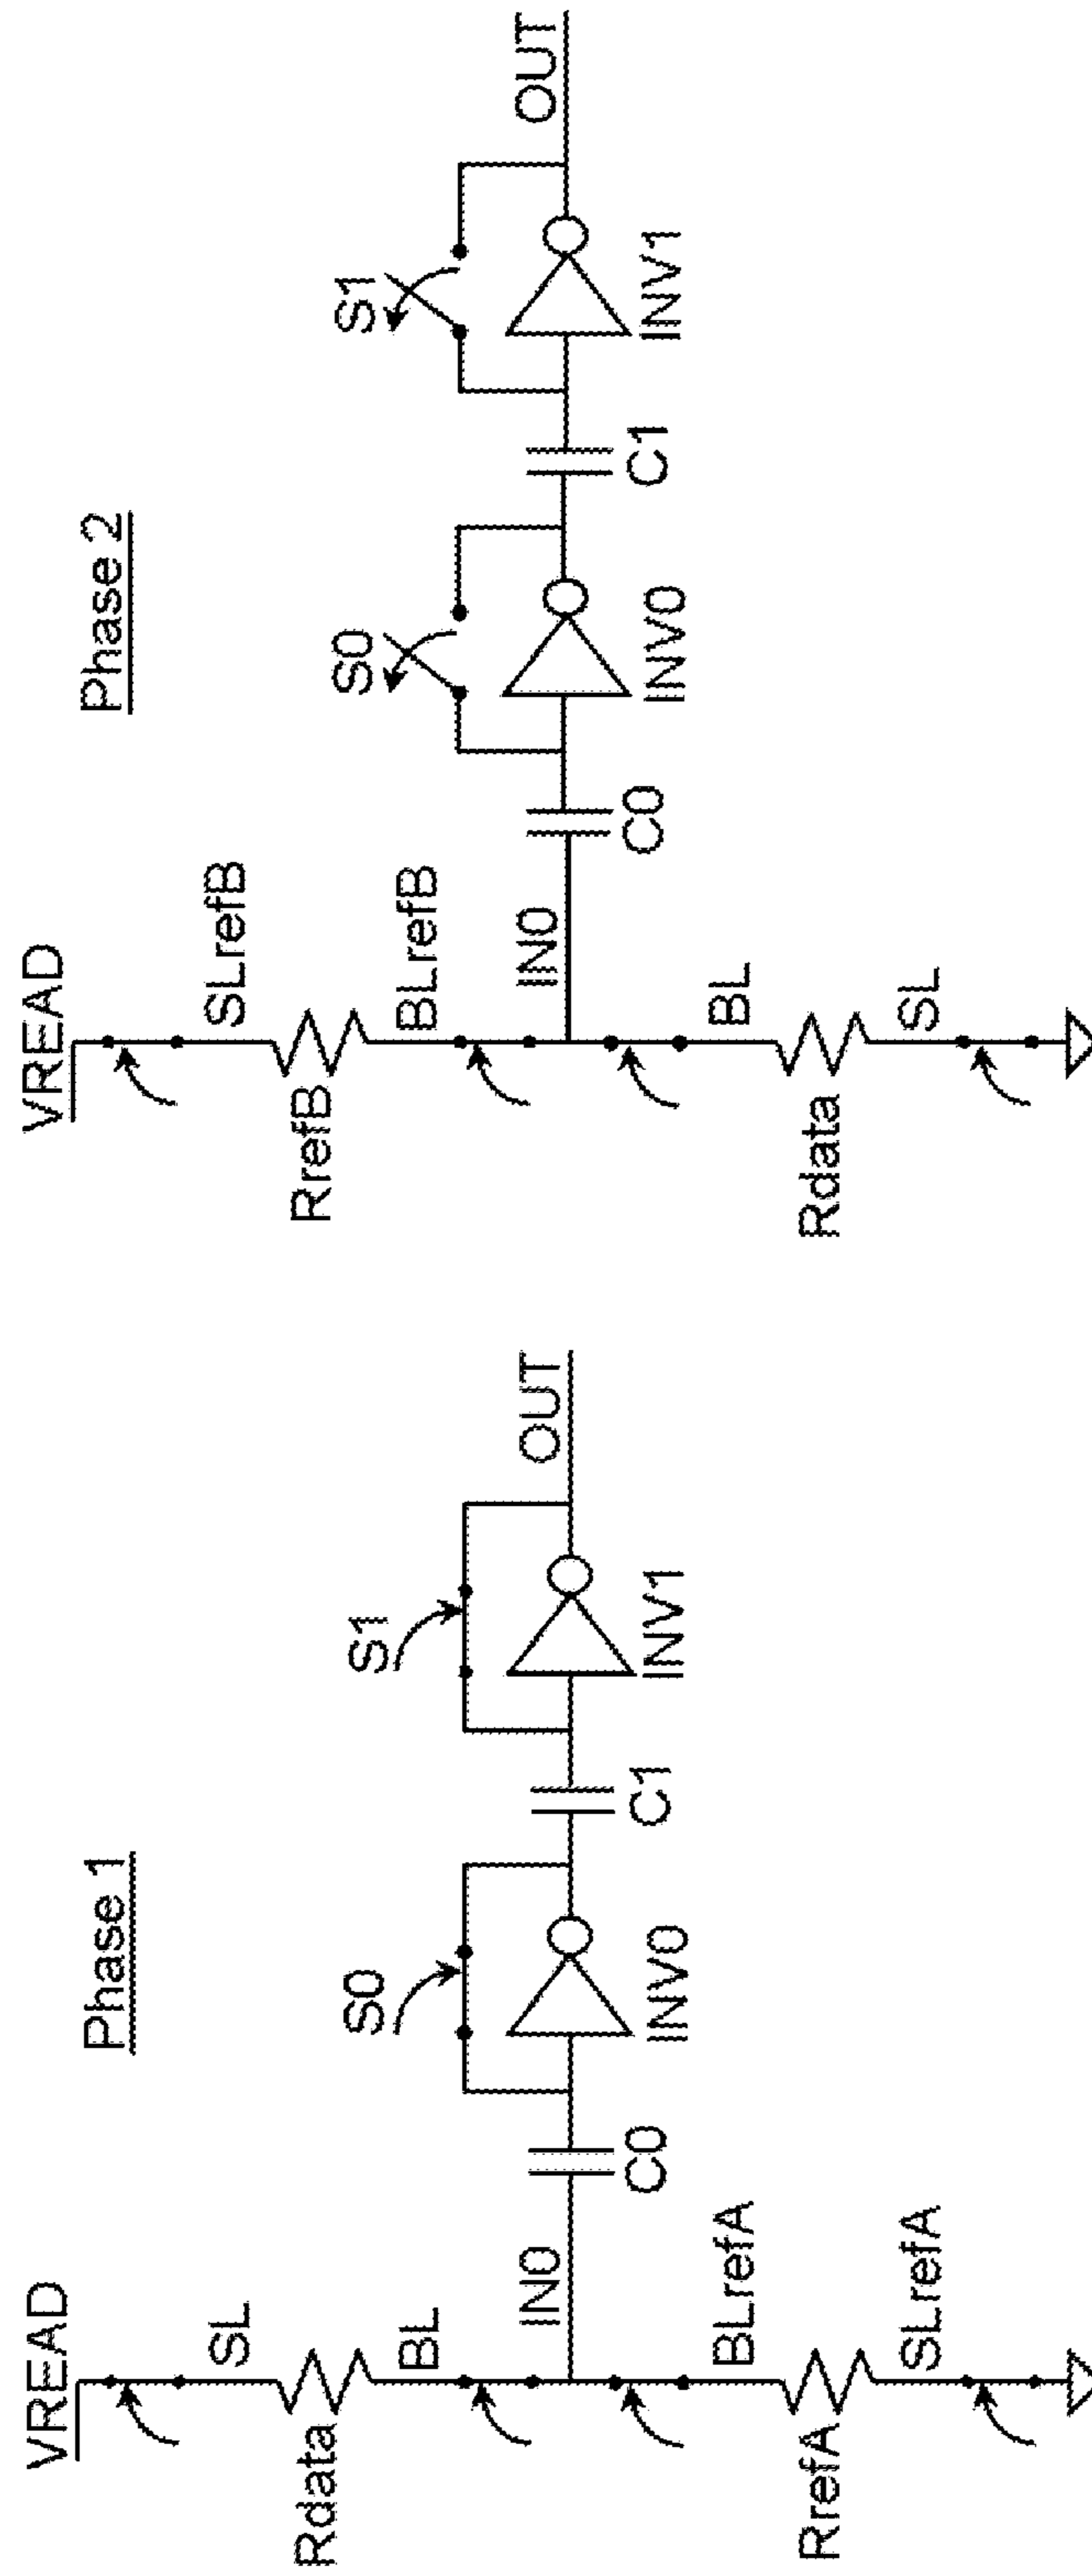 Phase 1
VREAD
SL
Rdata
BL
IN0
BLrefA
RrefA
SLrefA
C0
S0
INV0
C1
S1
INV1
OUT
Phase 2
VREAD
SLrefB
RrefB
BLrefB
IN0
BL
Rdata
SL
C0
S0
INV0
C1
S1
INV1
OUT